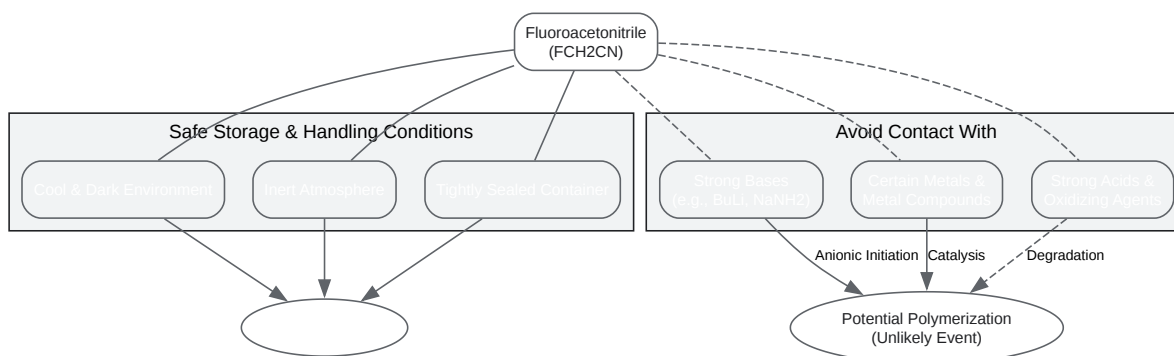 Fluoroacetonitrile
(FCH2CN)
Safe Storage & Handling Conditions
Avoid Contact With
Cool & Dark Environment
Inert Atmosphere
Tightly Sealed Container
Strong Bases
(e.g., BuLi, NaNH2)
Certain Metals &
Metal Compounds
Strong Acids &
Oxidizing Agents
Anionic Initiation
Catalysis
Degradation
Potential Polymerization
(Unlikely Event)